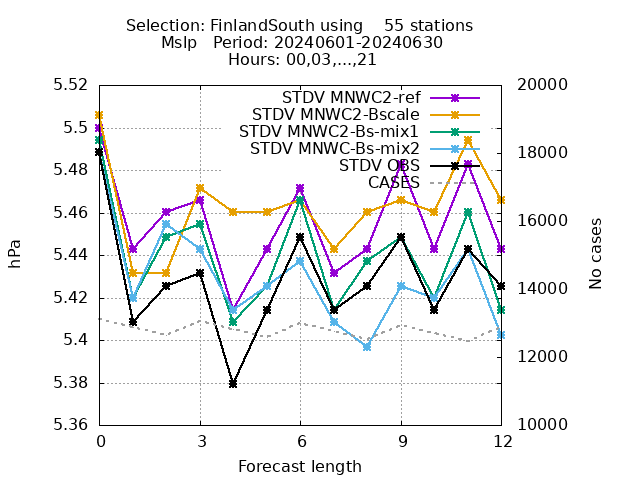 Selection: FinlandSouth using    55 stations
Mslp   Period: 20240601-20240630
Hours: 00,03,...,21
STDV MNWC2-ref
STDV MNWC2-Bscale
STDV MNWC2-Bs-mix1
STDV MNWC-Bs-mix2
STDV OBS
CASES
5.52
5.5
5.48
5.46
5.44
5.42
5.4
5.38
5.36
hPa
20000
18000
16000
14000
12000
10000
No cases
0 3 6 9 12
Forecast length